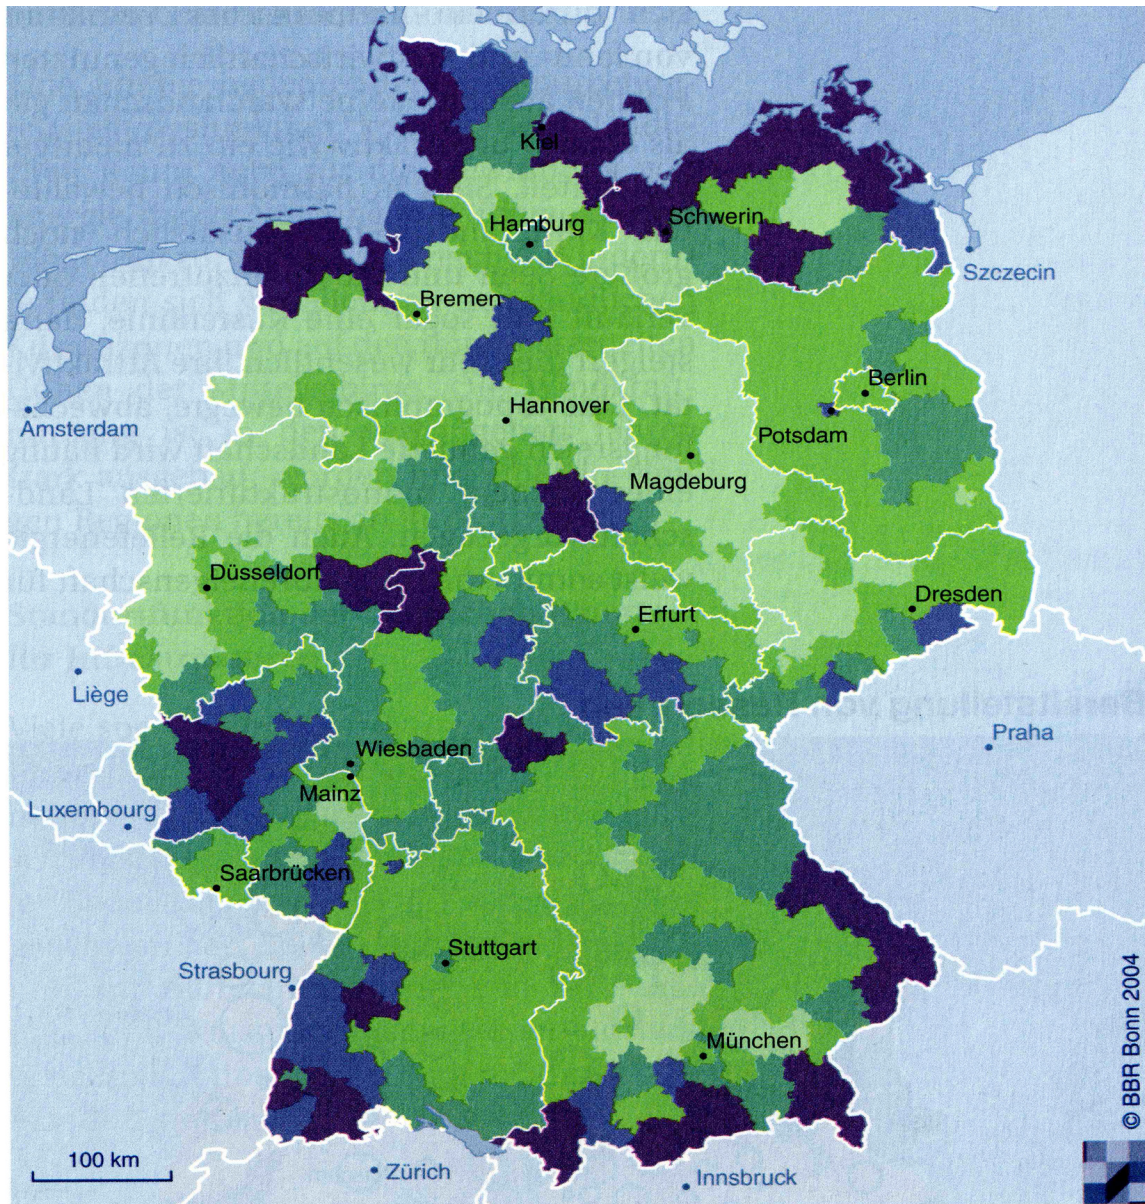 Kiel
Schwerin
Hamburg
Szczecin
Bremen
Berlin
Amsterdam
Hannover
Potsdam
Magdeburg
Düsseldorf
Dresden
Erfurt
Liège
Wiesbaden
Praha
Mainz
Luxembourg
Saarbrücken
Stuttgart
Strasbourg
München
© BBR Bonn 2004
100 km
Zürich
Innsbruck